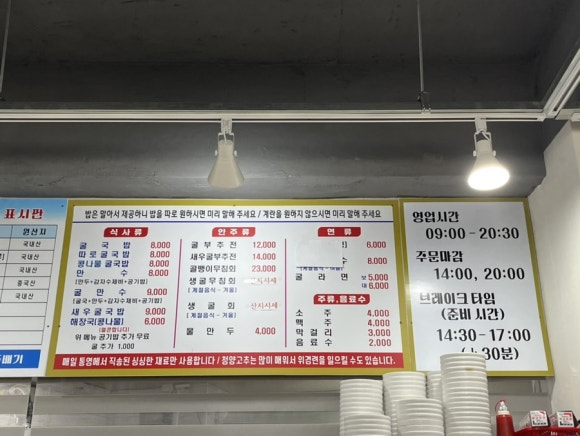 표시판
원산지
국내산
국내산
국내산
중국산
국내산
밥은 말아서 제공하니 밥을 따로 원하시면 미리 말해 주세요 / 계란을 원하지 않으시면 미리 말해 주세요
식사류
굴국밥 8,000
따로굴국밥 8,000
콩나물굴국밥 8,000
만수 8,000
(만두+감자수제비+공기밥)
굴만수 9,000
(굴국+만두+감자수제비+공기밥)
새우굴국밥 9,000
해장국(콩나물) 6,000
위 메뉴 공기밥 추가 무료
굴 추가 1,000
안주류
굴부추전 12,000
새우굴부추전 14,000
골뱅이무침회 23,000
생굴무침회
(계절음식 - 겨울)
생굴회
(계절음식 - 겨울)
물만두 4,000
면류
6,000
8,000
굴라면 보 5,000
대 6,000
주류,음료수
소주 4,000
맥주 4,000
막걸리 3,000
음료수 2,000
매일 통영에서 직송된 싱싱한 재료만 사용합니다 / 청양고추는 많이 매워서 위경련을 일으킬 수도 있습니다.
영업시간
09:00 - 20:30
주문마감
14:00, 20:00
브레이크타임
(준비 시간)
14:30 - 17:00
30분)